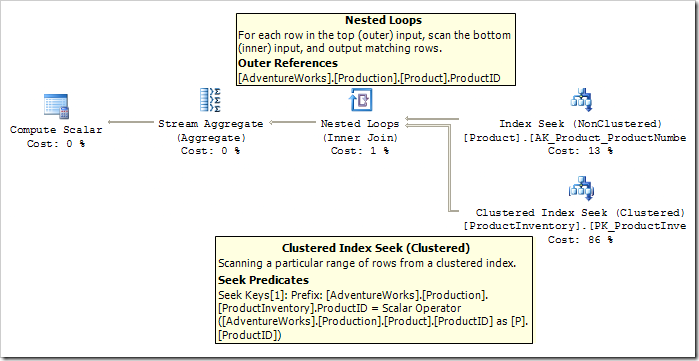 Nested Loops
For each row in the top (outer) input, scan the bottom
(inner) input, and output matching rows.
Outer References
[AdventureWorks].[Production].[Product].ProductID
Compute Scalar
Cost: 0 %
Stream Aggregate
(Aggregate)
Cost: 0 %
Nested Loops
(Inner Join)
Cost: 1 %
Index Seek (NonClustered)
[Product].[AK_Product_ProductNumbe
Cost: 13 %
Clustered Index Seek (Clustered)
[ProductInventory].[PK_ProductInve
Cost: 86 %
Clustered Index Seek (Clustered)
Scanning a particular range of rows from a clustered index.
Seek Predicates
Seek Keys[1]: Prefix: [AdventureWorks].[Production].
[ProductInventory].ProductID = Scalar Operator
([AdventureWorks].[Production].[Product].[ProductID] as [P].
[ProductID])